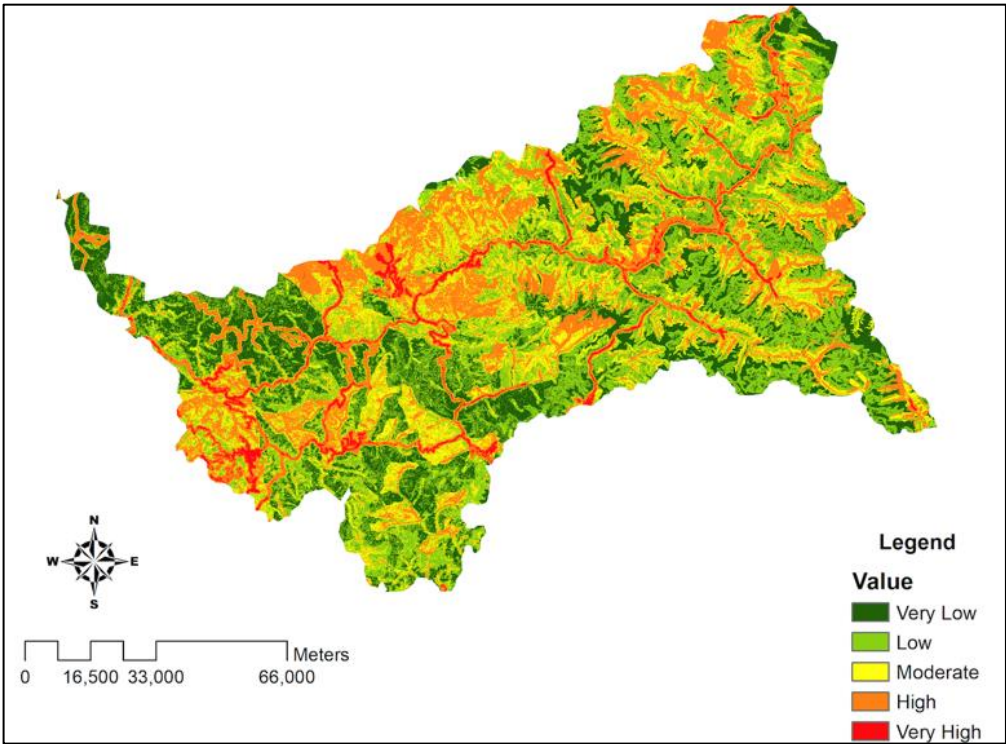 N
W E
S
Meters
0 16,500 33,000 66,000
Legend
Value
Very Low
Low
Moderate
High
Very High